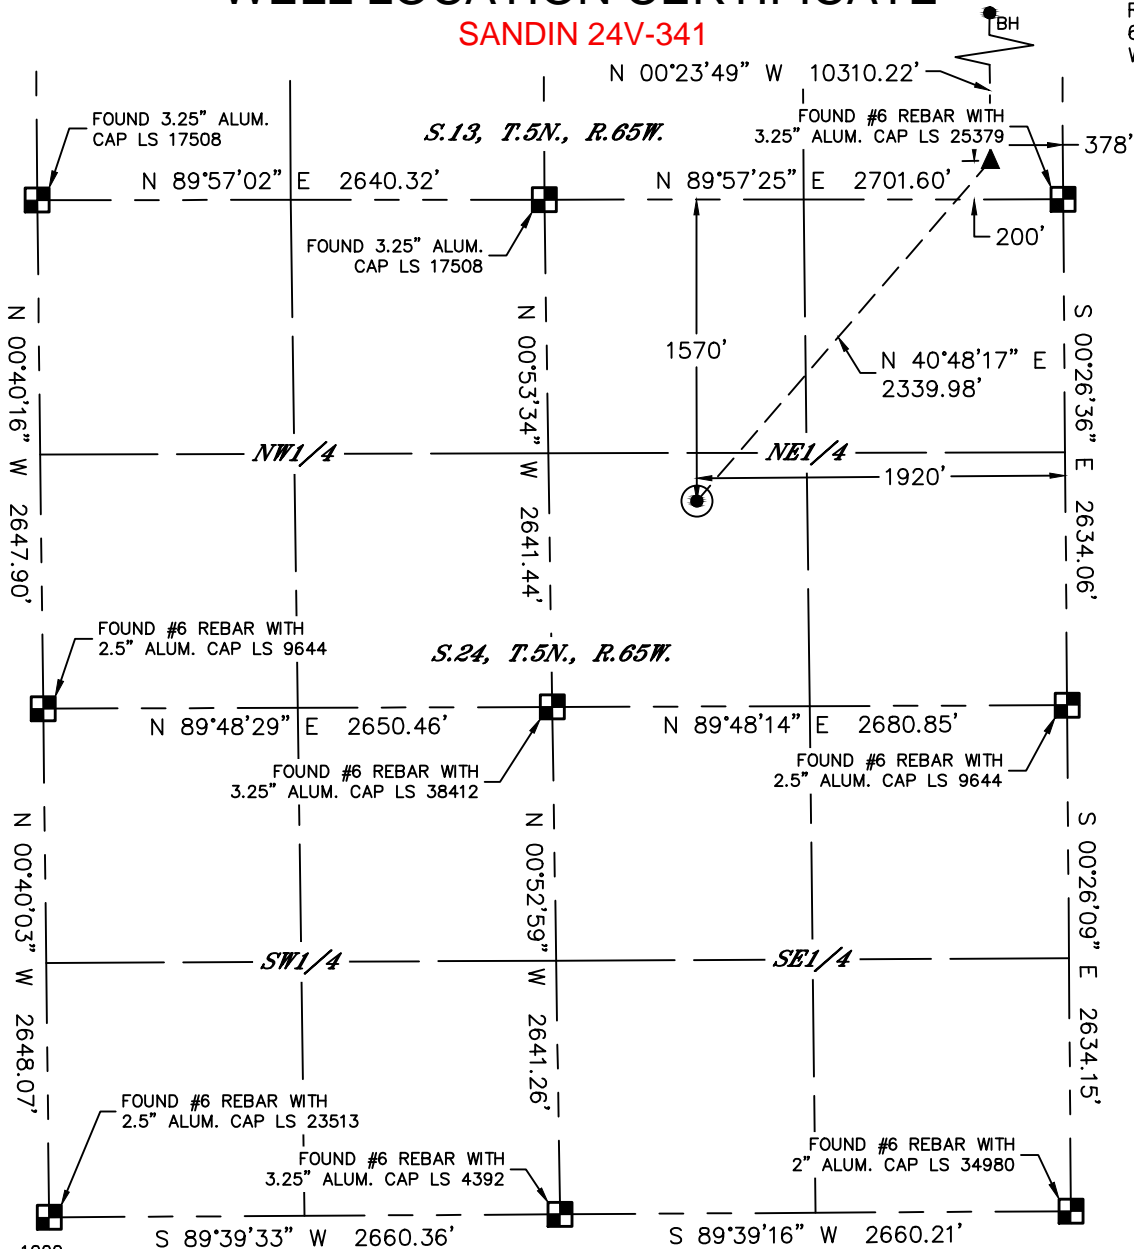 WELL LOCATION CERTIFICATE
SANDIN 24V-341
BH
N 00°23'49" W 10310.22'
FOUND 3.25" ALUM.
CAP LS 17508
S.13, T.5N., R.65W.
FOUND #6 REBAR WITH
3.25" ALUM. CAP LS 25379
378'
N 89°57'02" E 2640.32'
N 89°57'25" E 2701.60'
FOUND 3.25" ALUM.
CAP LS 17508
200'
N 00°40'16" W 2647.90'
N 00°53'34" W 2641.44'
S 00°26'36" E 2634.06'
1570'
N 40°48'17" E
2339.98'
NW1/4
NE1/4
1920'
FOUND #6 REBAR WITH
2.5" ALUM. CAP LS 9644
S.24, T.5N., R.65W.
N 89°48'29" E 2650.46'
N 89°48'14" E 2680.85'
FOUND #6 REBAR WITH
3.25" ALUM. CAP LS 38412
FOUND #6 REBAR WITH
2.5" ALUM. CAP LS 9644
N 00°40'03" W 2648.07'
N 00°52'59" W 2641.26'
S 00°26'09" E 2634.15'
SW1/4
SE1/4
FOUND #6 REBAR WITH
2.5" ALUM. CAP LS 23513
FOUND #6 REBAR WITH
3.25" ALUM. CAP LS 4392
FOUND #6 REBAR WITH
2" ALUM. CAP LS 34980
S 89°39'33" W 2660.36'
S 89°39'16" W 2660.21'